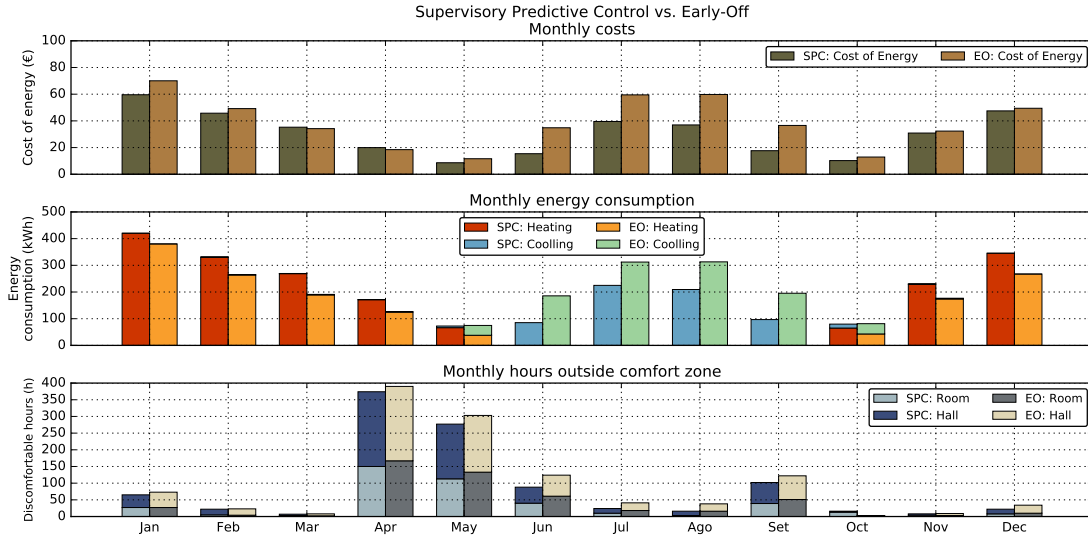 Supervisory Predictive Control vs. Early-Off
Monthly costs
100
80
60
40
20
0
Cost of energy (€)
SPC: Cost of Energy EO: Cost of Energy
Monthly energy consumption
500
400
300
200
100
0
Energy
consumption (kWh)
SPC: Heating EO: Heating
SPC: Coolling EO: Coolling
Monthly hours outside comfort zone
400
350
300
250
200
150
100
50
0
Discomfortable hours (h)
SPC: Room EO: Room
SPC: Hall EO: Hall
Jan Feb Mar Apr May Jun Jul Ago Set Oct Nov Dec